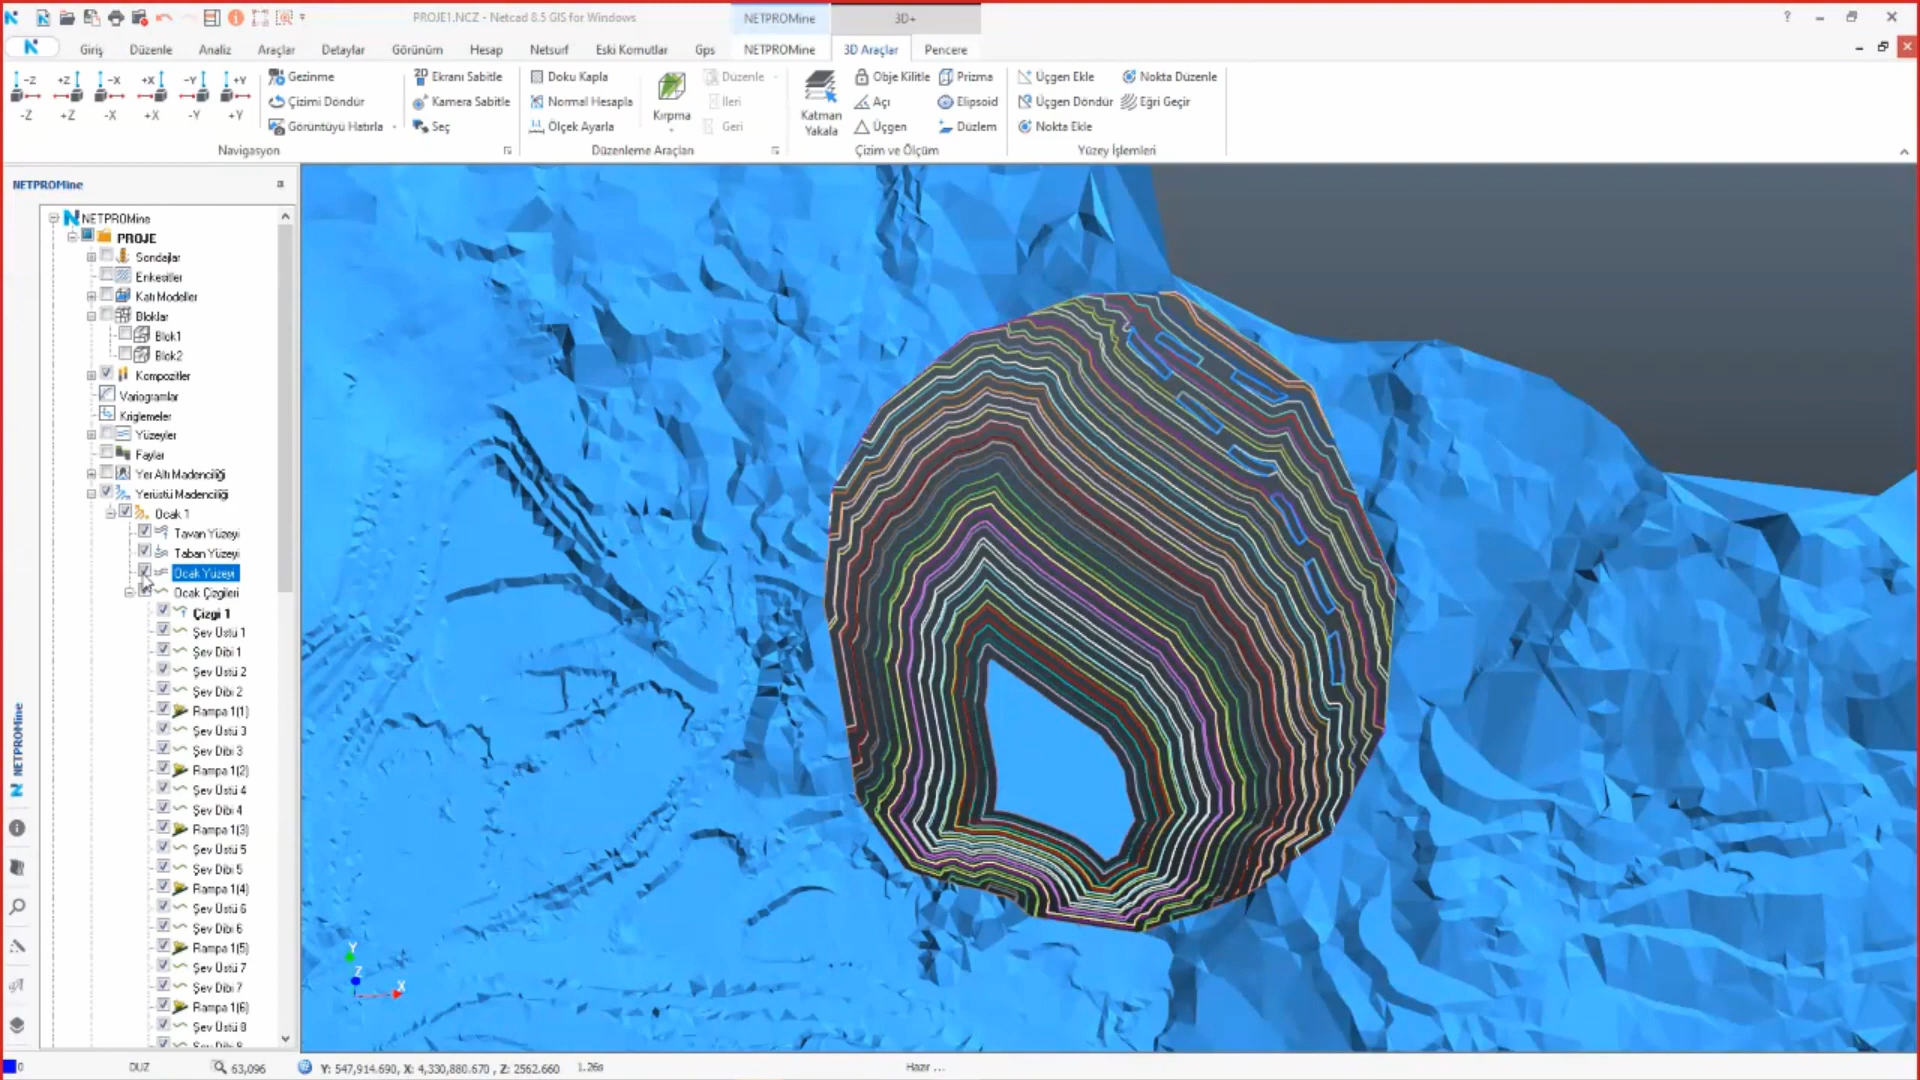 PROJE1.NCZ - Netcad 8.5 GIS for Windows
NETPROMine
3D+
Giriş
Düzenle
Analiz
Araçlar
Detaylar
Görünüm
Hesap
Netsurf
Eski Komutlar
Gps
NETPROMine
3D Araçlar
Pencere
-Z
+Z
-X
+X
-Y
+Y
-Z
+Z
-X
+X
-Y
+Y
Gezinme
Çizimi Döndür
Görüntüyü Hatırla
2D Ekranı Sabitle
Kamera Sabitle
Seç
Navigasyon
Doku Kapla
Normal Hesapla
Ölçek Ayarla
Kırpma
Düzenle
İleri
Geri
Düzenleme Araçları
Katman Yakala
Obje Kilitle
Açı
Üçgen
Prizma
Elipsoid
Düzlem
Çizim ve Ölçüm
Üçgen Ekle
Üçgen Döndür
Nokta Ekle
Nokta Düzenle
Eğri Geçir
Yüzey İşlemleri
NETPROMine
NETPROMine
PROJE
Sondajlar
Enkesitler
Katı Modeller
Bloklar
Blok1
Blok2
Kompozitler
Variogramlar
Kriglemeler
Yüzeyler
Faylar
Yer Altı Madenciliği
Yerüstü Madenciliği
Ocak 1
Tavan Yüzeyi
Taban Yüzeyi
Ocak Yüzeyi
Ocak Çizgileri
Çizgi 1
Şev Üstü 1
Şev Dibi 1
Şev Üstü 2
Şev Dibi 2
Rampa 1(1)
Şev Üstü 3
Şev Dibi 3
Rampa 1(2)
Şev Üstü 4
Şev Dibi 4
Rampa 1(3)
Şev Üstü 5
Şev Dibi 5
Rampa 1(4)
Şev Üstü 6
Şev Dibi 6
Rampa 1(5)
Şev Üstü 7
Şev Dibi 7
Rampa 1(6)
Şev Üstü 8
Şev Dibi 8
NETPROMine
Y
Z
X
0
DUZ
63,096
Y: 547,914.690, X: 4,330,880.670 , Z: 2562.660
1.26s
Hazır ...